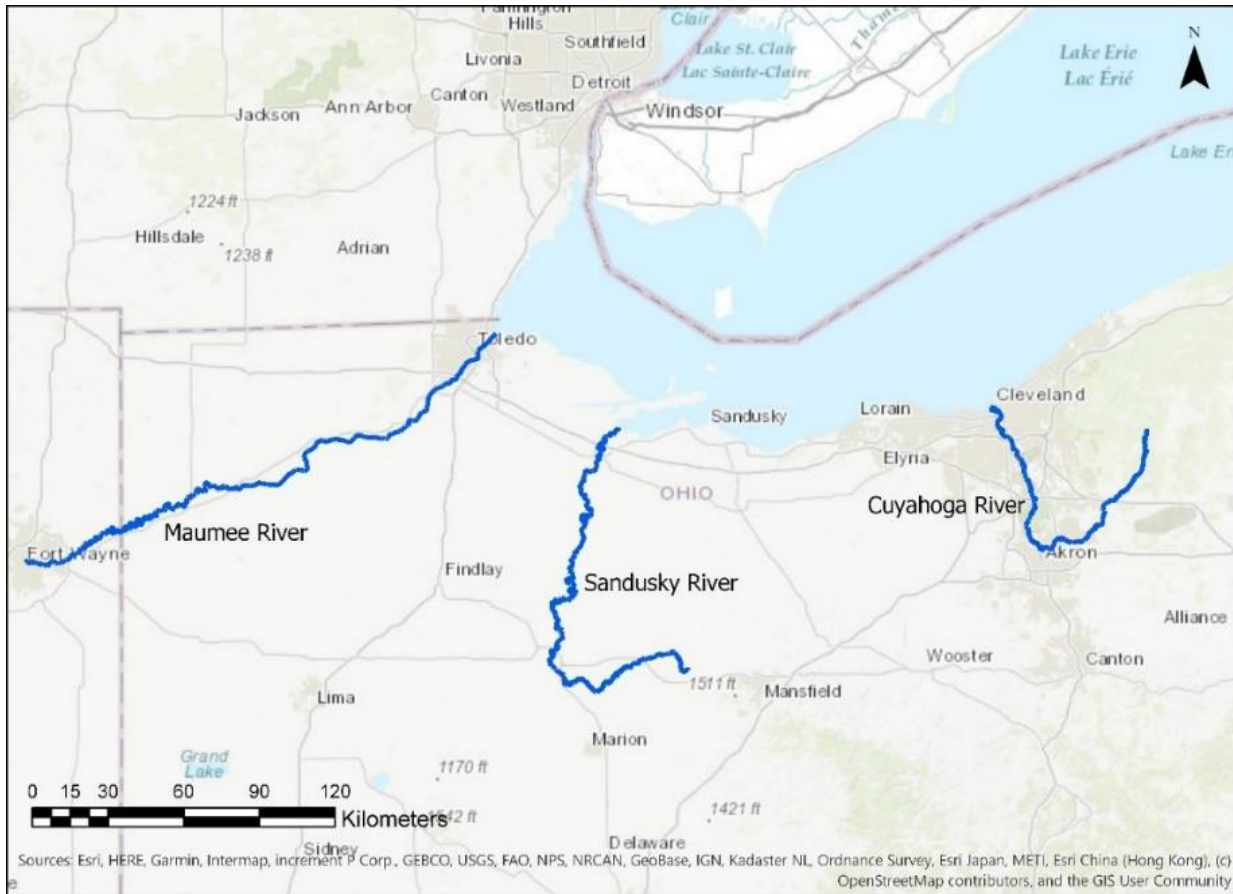 Farmington
Hills
Southfield
Clair
Lake St. Clair
Lac Sainte-Claire
Lake Erie
Lac Érié
N
Livonia
Detroit
Canton
Westland
Ann Arbor
Jackson
Windsor
Lake Er
1224 ft
Hillsdale
1238 ft
Adrian
Toledo
Cleveland
Sandusky
Lorain
Elyria
OHIO
Cuyahoga River
Maumee River
Fort Wayne
Akron
Findlay
Sandusky River
Alliance
Wooster
Canton
1511 ft
Mansfield
Lima
Marion
Grand
Lake
1170 ft
0 15 30 60 90 120
Kilometers
1421 ft
Delaware
Sidney
Sources: Esri, HERE, Garmin, Intermap, increment P Corp., GEBCO, USGS, FAO, NPS, NRCAN, GeoBase, IGN, Kadaster NL, Ordnance Survey, Esri Japan, METI, Esri China (Hong Kong), (c)
OpenStreetMap contributors, and the GIS User Community